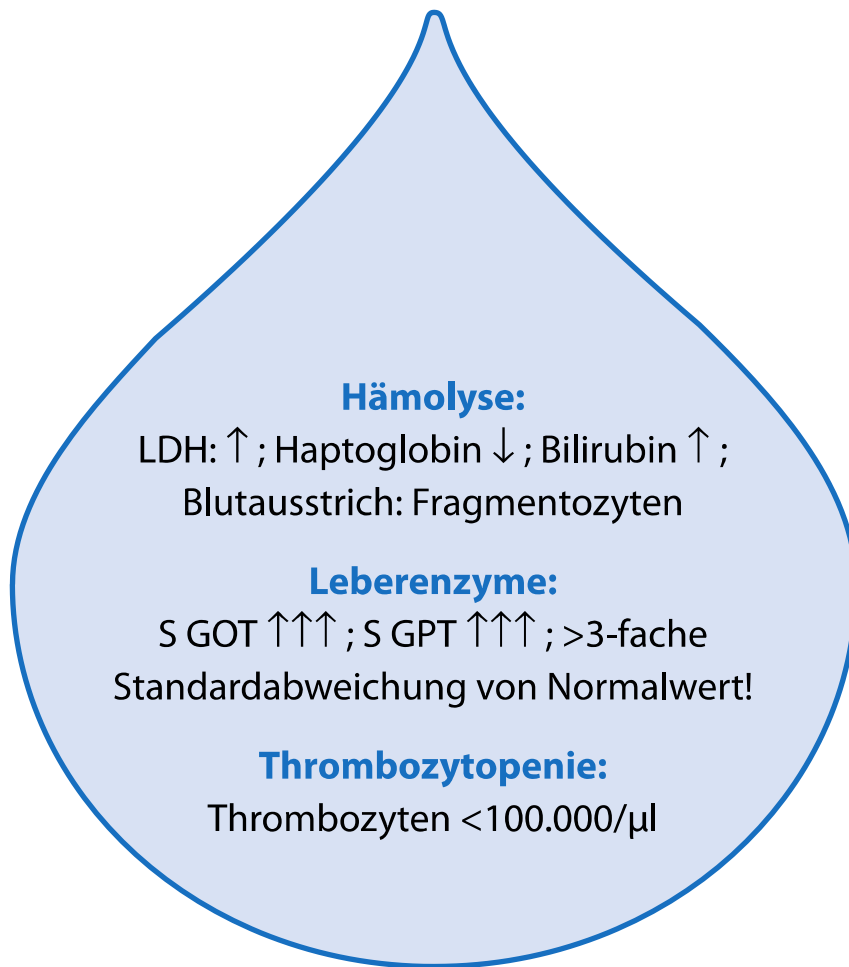 Hämolyse:
LDH: ↑ ; Haptoglobin ↓ ; Bilirubin ↑ ;
Blutausstrich: Fragmentozyten
Leberenzyme:
S GOT ↑↑↑ ; S GPT ↑↑↑ ; >3-fache
Standardabweichung von Normalwert!
Thrombozytopenie:
Thrombozyten <100.000/µl